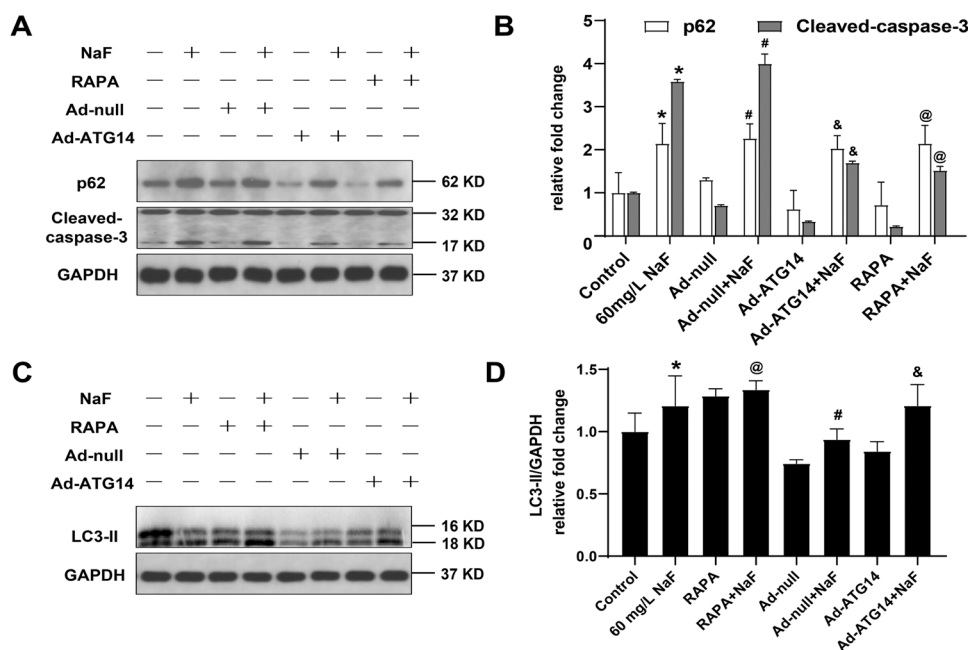 A
NaF — + — + — + — +
RAPA — — — — — — + +
Ad-null — — + + — — — —
Ad-ATG14 — — — — + + — —
p62 62 KD
Cleaved-caspase-3 32 KD
17 KD
GAPDH 37 KD
B
p62 Cleaved-caspase-3
relative fold change
5
4
2
1
0
* * # # & & @ @
Control
60mg/L NaF
Ad-null
Ad-null+NaF
Ad-ATG14
Ad-ATG14+NaF
RAPA
RAPA+NaF
C
NaF — + — + — + — +
RAPA — — + + — — — —
Ad-null — — — — + + — —
Ad-ATG14 — — — — — — + +
LC3-II 16 KD
18 KD
GAPDH 37 KD
D
LC3-II/GAPDH
relative fold change
1.5
1.0
0.5
0.0
* @ # &
Control
60 mg/L NaF
RAPA
RAPA+NaF
Ad-null
Ad-null+NaF
Ad-ATG14
Ad-ATG14+NaF